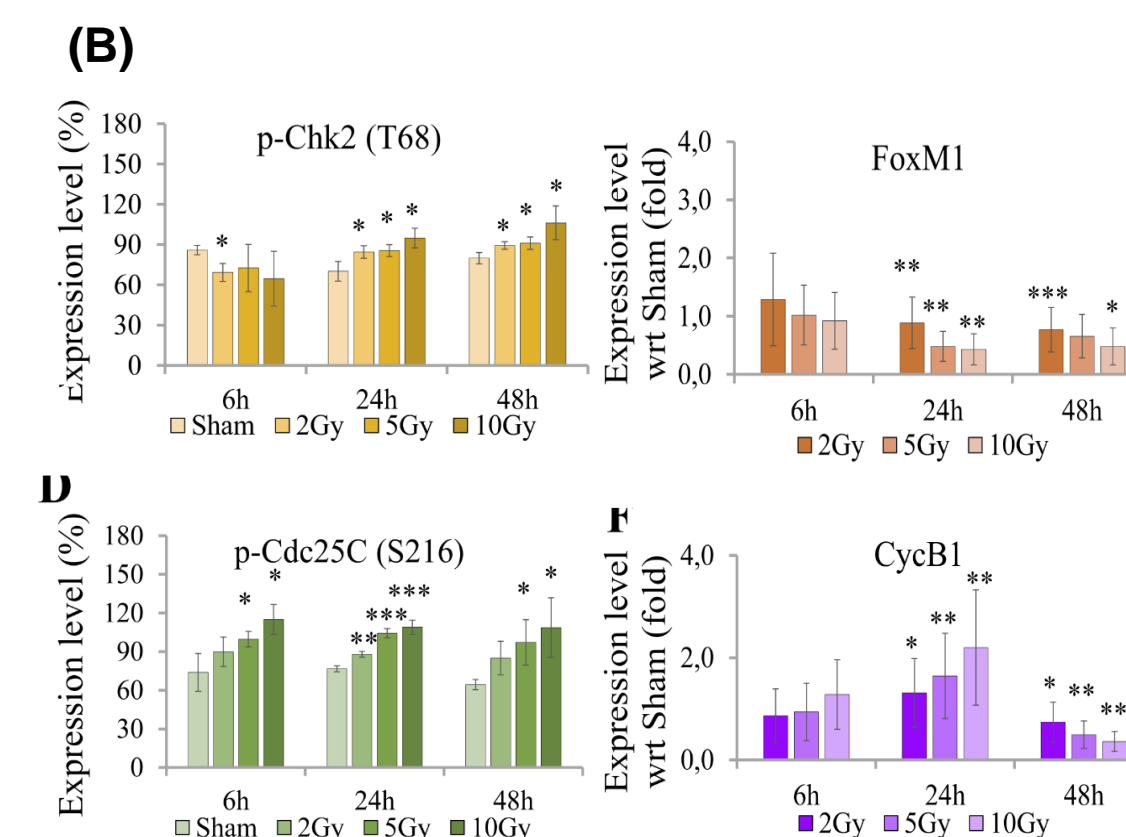 (B)
Expression level (%)
180
150
120
90
60
30
0
p-Chk2 (T68)
*
* * *
* * *
6h 24h 48h
Sham 2Gy 5Gy 10Gy
Expression level
wrt Sham (fold)
4,0
3,0
2,0
1,0
0,0
FoxM1
** ** **
*** *
6h 24h 48h
2Gy 5Gy 10Gy
D
Expression level (%)
180
150
120
90
60
30
0
p-Cdc25C (S216)
* *
** *** ***
* *
6h 24h 48h
Sham 2Gy 5Gy 10Gy
F
Expression level
wrt Sham (fold)
4,0
2,0
0,0
CycB1
* ** **
* ** **
6h 24h 48h
2Gy 5Gy 10Gy